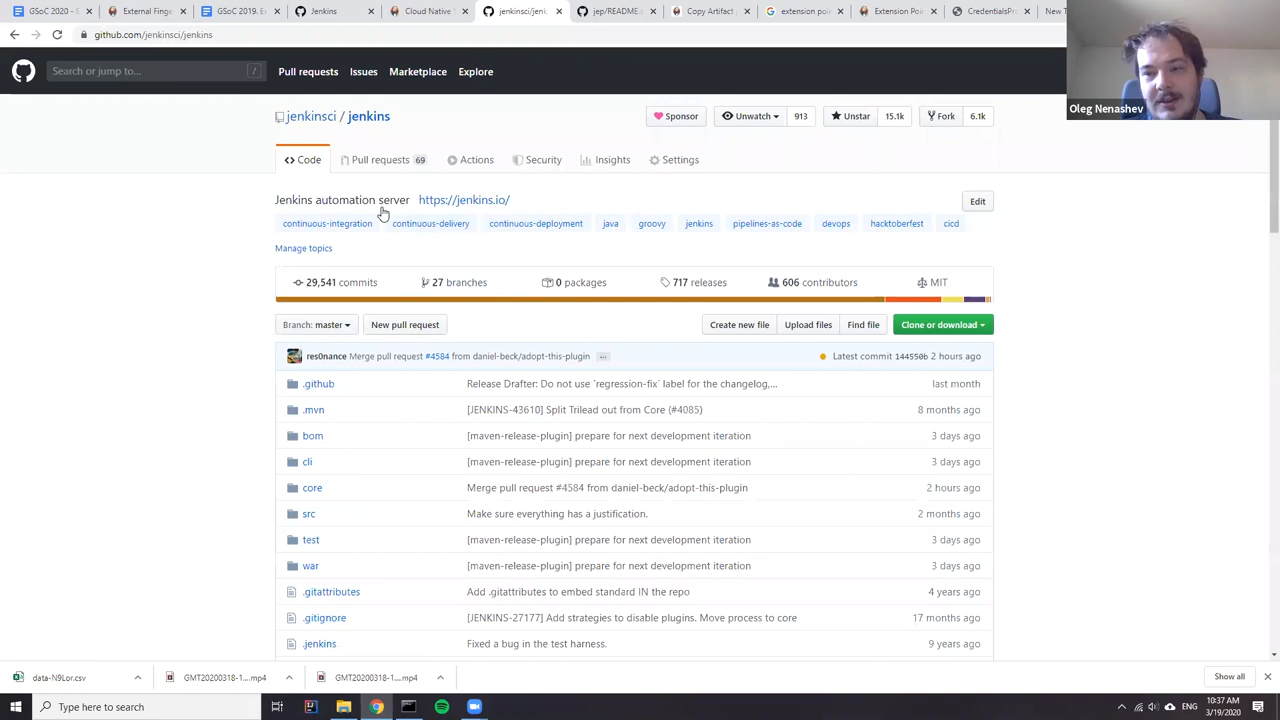 GSoC 2020 - E
External Finge
GSoC 2019. E
Jenkins
Cloud Native
jenkinsci/jenk
jep/README
Copy Artifact
extension poi
Extension Poi
CredentialsPr
New T
github.com/jenkinsci/jenkins
Search or jump to... /
Pull requests Issues Marketplace Explore
Oleg Nenashev
jenkinsci / jenkins
Sponsor Unwatch 913 Unstar 15.1k Fork 6.1k
Code Pull requests 69 Actions Security Insights Settings
Jenkins automation server https://jenkins.io/ Edit
continuous-integration continuous-delivery continuous-deployment java groovy jenkins pipelines-as-code devops hacktoberfest cicd
Manage topics
29,541 commits 27 branches 0 packages 717 releases 606 contributors MIT
Branch: master New pull request Create new file Upload files Find file Clone or download
res0nance Merge pull request #4584 from daniel-beck/adopt-this-plugin ... Latest commit 144550b 2 hours ago
.github Release Drafter: Do not use `regression-fix` label for the changelog,... last month
.mvn [JENKINS-43610] Split Trilead out from Core (#4085) 8 months ago
bom [maven-release-plugin] prepare for next development iteration 3 days ago
cli [maven-release-plugin] prepare for next development iteration 3 days ago
core Merge pull request #4584 from daniel-beck/adopt-this-plugin 2 hours ago
src Make sure everything has a justification. 2 months ago
test [maven-release-plugin] prepare for next development iteration 3 days ago
war [maven-release-plugin] prepare for next development iteration 3 days ago
.gitattributes Add .gitattributes to embed standard IN the repo 4 years ago
.gitignore [JENKINS-27177] Add strategies to disable plugins. Move process to core 17 months ago
.jenkins Fixed a bug in the test harness. 9 years ago
data-N9Lor.csv GMT20200318-1....mp4 GMT20200318-1....mp4 Show all
Type here to search
ENG
10:37 AM
3/19/2020